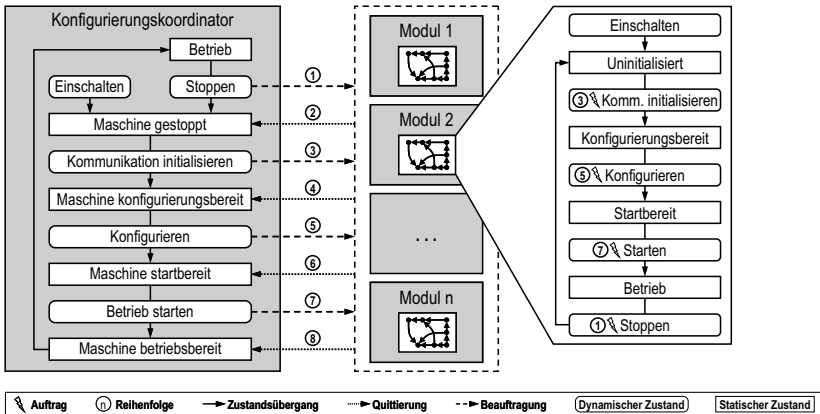 Konfigurierungskoordinator
Betrieb
Einschalten
Stoppen
Maschine gestoppt
Kommunikation initialisieren
Maschine konfigurierungsbereit
Konfigurieren
Maschine startbereit
Betrieb starten
Maschine betriebsbereit
1
2
3
4
5
6
7
8
Modul 1
Modul 2
...
Modul n
Einschalten
Uninitialisiert
3 Komm. initialisieren
Konfigurierungsbereit
5 Konfigurieren
Startbereit
7 Starten
Betrieb
1 Stoppen
Auftrag
n Reihenfolge
Zustandsübergang
Quittierung
Beauftragung
Dynamischer Zustand
Statischer Zustand